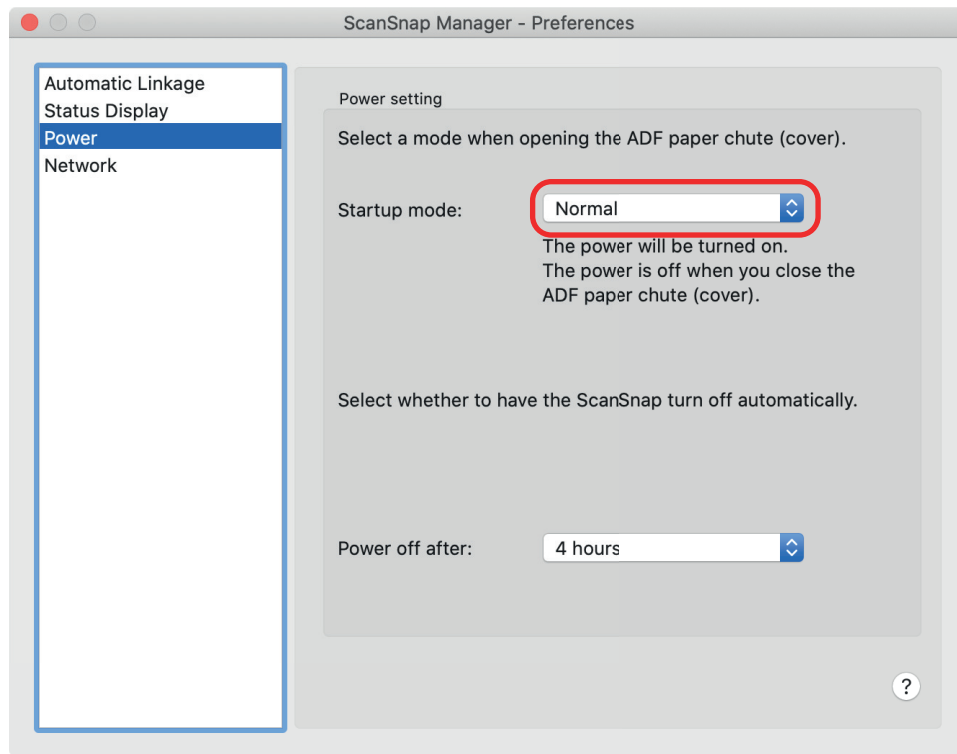 ScanSnap Manager - Preferences
Automatic Linkage
Status Display
Power
Network
Power setting
Select a mode when opening the ADF paper chute (cover).
Startup mode:
Normal
The power will be turned on.
The power is off when you close the
ADF paper chute (cover).
Select whether to have the ScanSnap turn off automatically.
Power off after:
4 hours
?